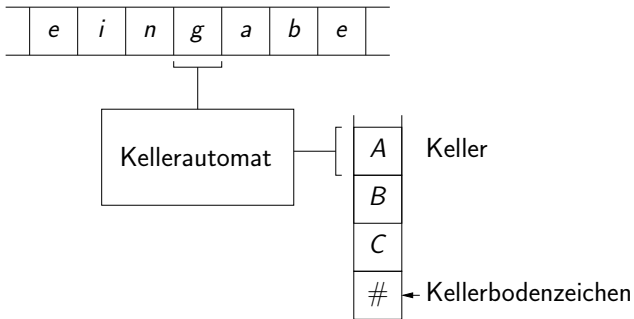 e i n g a b e
Kellerautomat
A Keller
B
C
# Kellerbodenzeichen